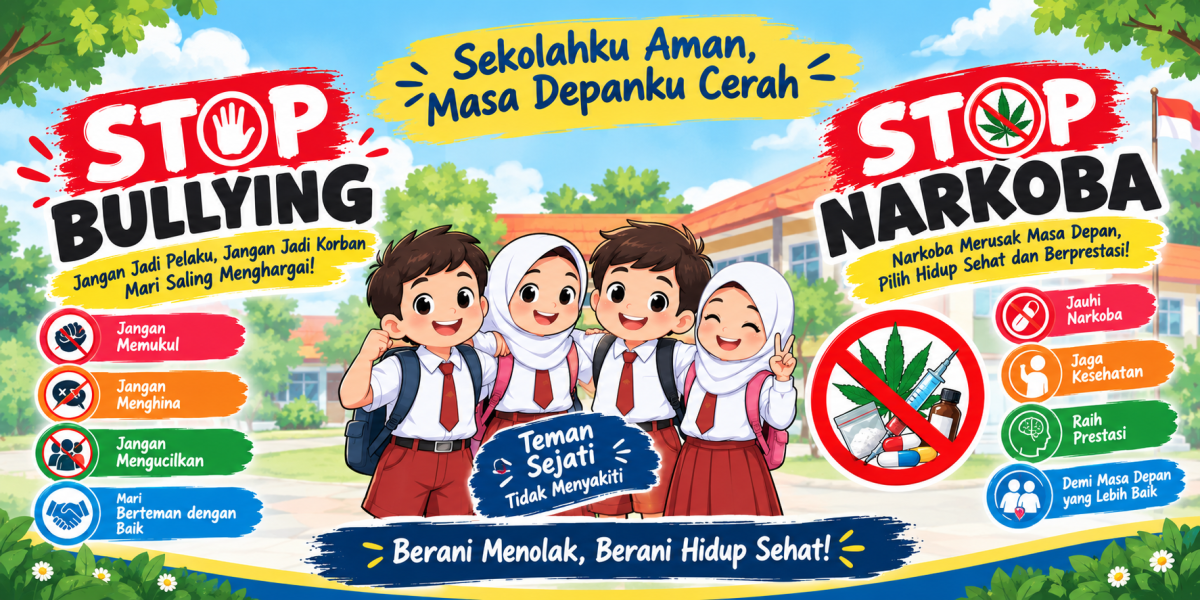 Sekolahku Aman,
Masa Depanku Cerah
STOP
BULLYING
Jangan Jadi Pelaku, Jangan Jadi Korban
Mari Saling Menghargai!
Jangan
Memukul
Jangan
Menghina
Jangan
Mengucilkan
Mari
Berteman dengan
Baik
STOP
NARKOBA
Narkoba Merusak Masa Depan,
Pilih Hidup Sehat dan Berprestasi!
Jauhi
Narkoba
Jaga
Kesehatan
Raih
Prestasi
Demi Masa Depan
yang Lebih Baik
Teman
Sejati
Tidak Menyakiti
Berani Menolak, Berani Hidup Sehat!